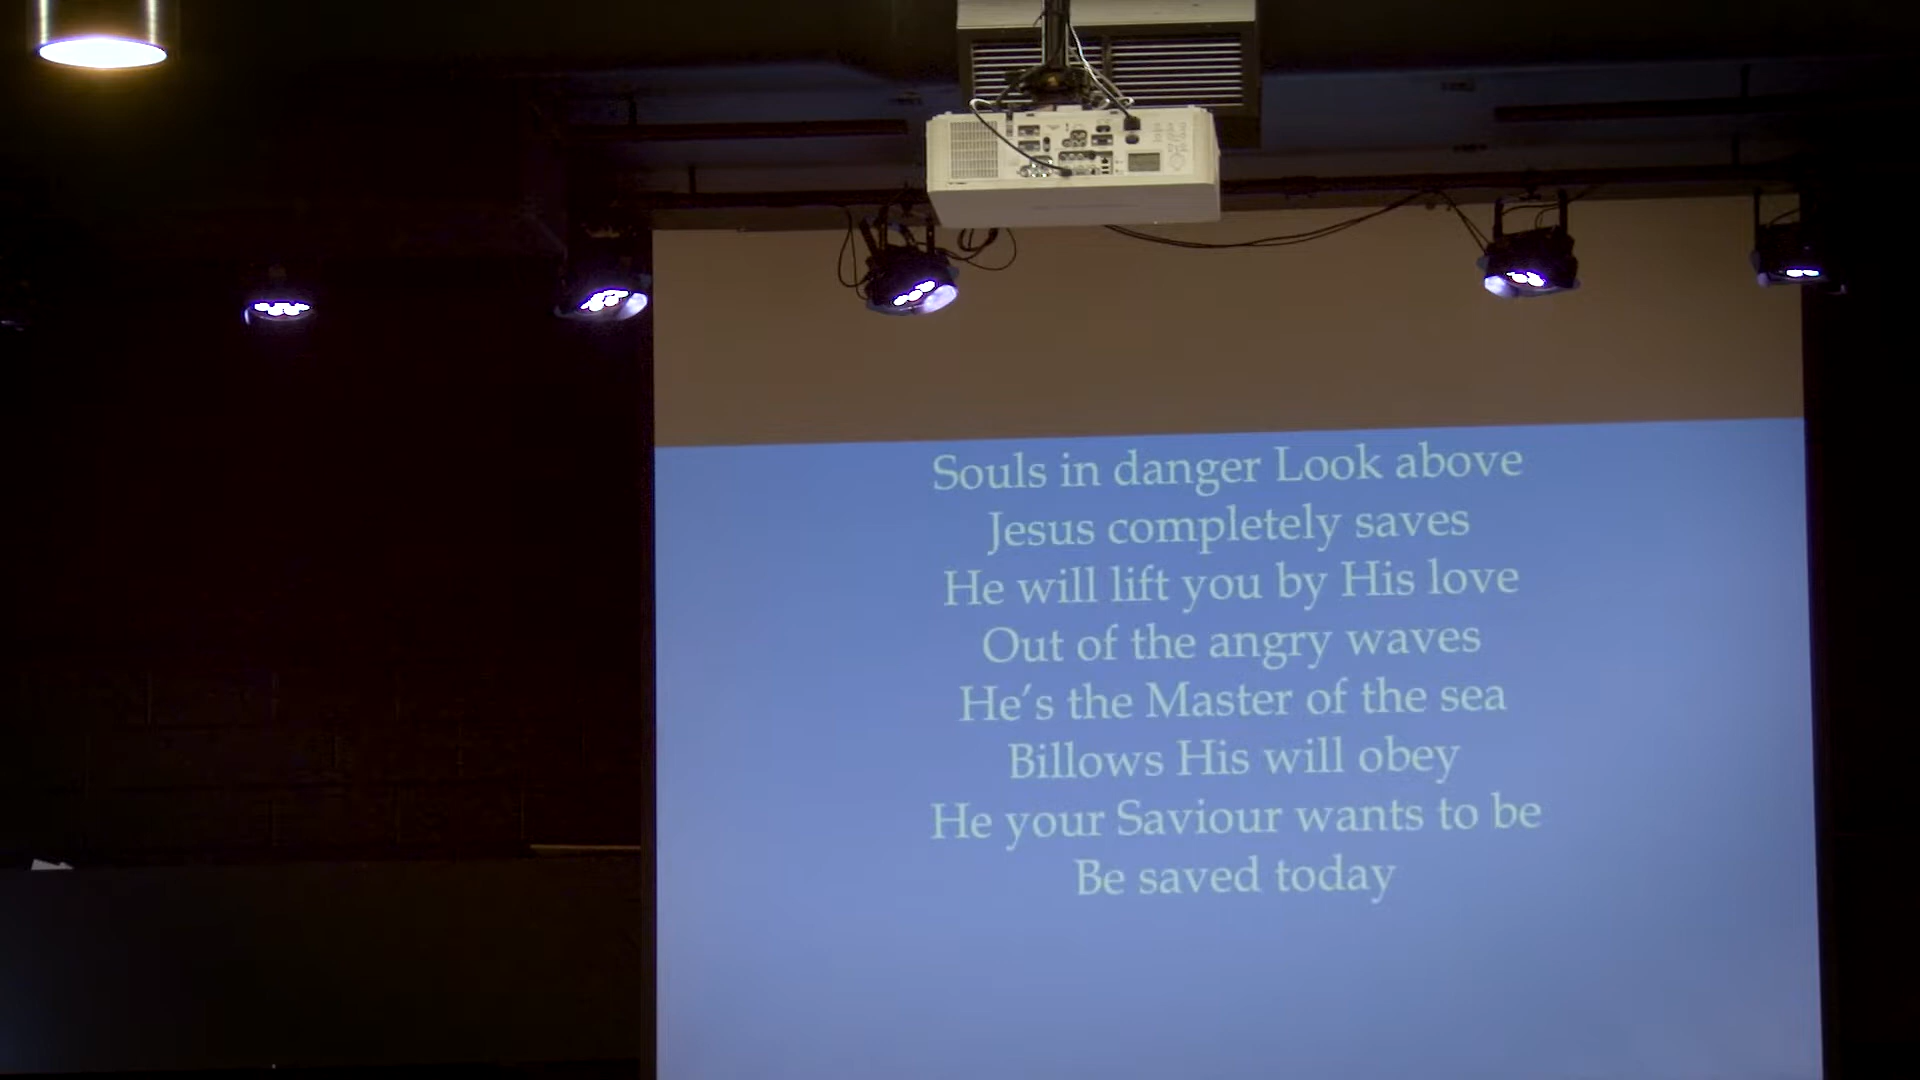 Souls in danger Look above
Jesus completely saves
He will lift you by His love
Out of the angry waves
He's the Master of the sea
Billows His will obey
He your Saviour wants to be
Be saved today